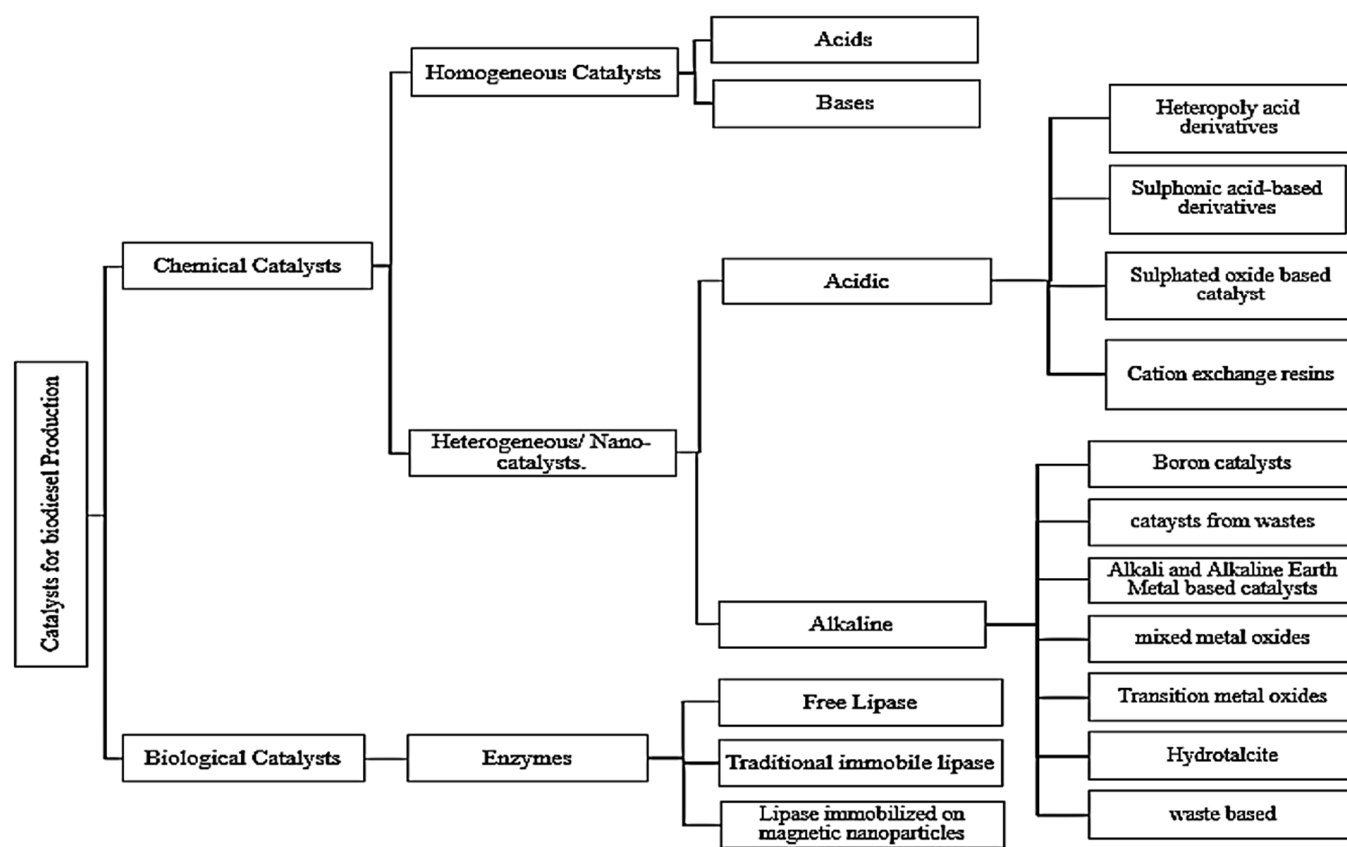 Catalysts for biodiesel Production
Chemical Catalysts
Homogeneous Catalysts
Acids
Bases
Heterogeneous/ Nano-
catalysts.
Acidic
Heteropoly acid
derivatives
Sulphonic acid-based
derivatives
Sulphated oxide based
catalyst
Cation exchange resins
Alkaline
Boron catalysts
cataysts from wastes
Alkali and Alkaline Earth
Metal based catalysts
mixed metal oxides
Transition metal oxides
Hydrotalcite
waste based
Biological Catalysts
Enzymes
Free Lipase
Traditional immobile lipase
Lipase immobilized on
magnetic nanoparticles